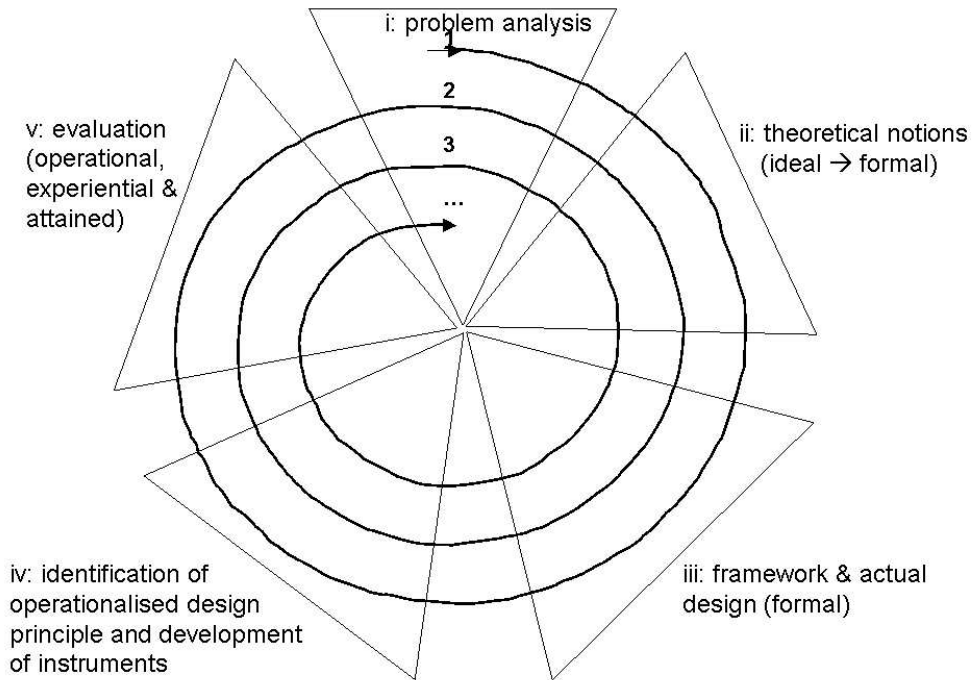 i: problem analysis
1
2
3
...
ii: theoretical notions
(ideal → formal)
iii: framework & actual
design (formal)
iv: identification of
operationalised design
principle and development
of instruments
v: evaluation
(operational,
experiential &
attained)